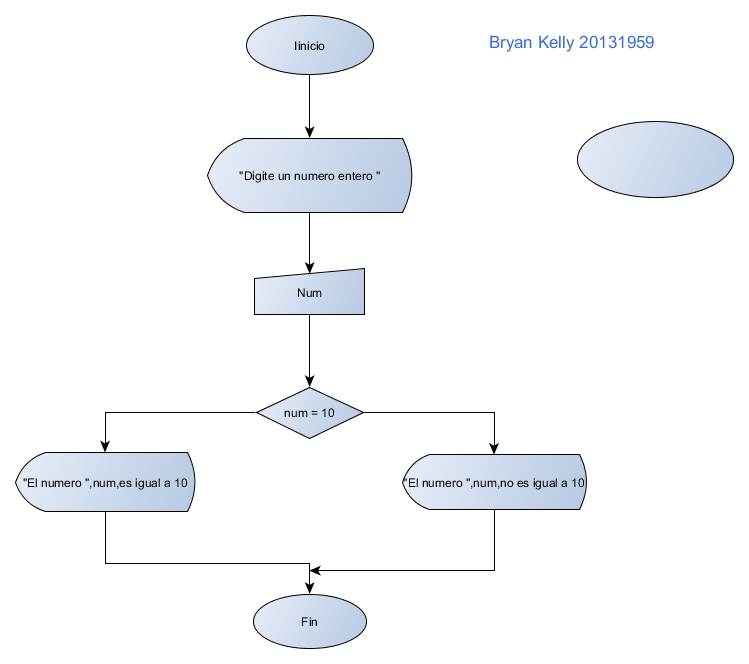 Iinicio
Bryan Kelly 20131959
"Digite un numero entero "
Num
num = 10
"El numero ",num,es igual a 10
"El numero ",num,no es igual a 10
Fin